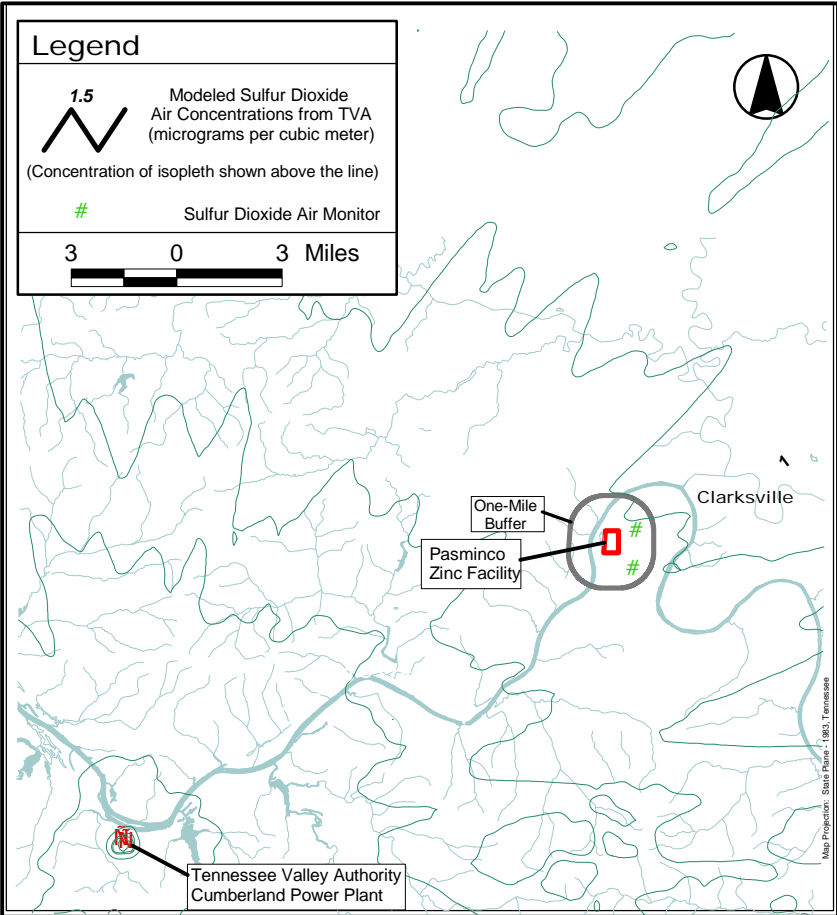 Legend
1.5
Modeled Sulfur Dioxide
Air Concentrations from TVA
(micrograms per cubic meter)
(Concentration of isopleth shown above the line)
# Sulfur Dioxide Air Monitor
3 0 3 Miles
1
Clarksville
One-Mile
Buffer
#
Pasminco
Zinc Facility
#
Map Projection: State Plane - 1983, Tennessee
Tennessee Valley Authority
Cumberland Power Plant